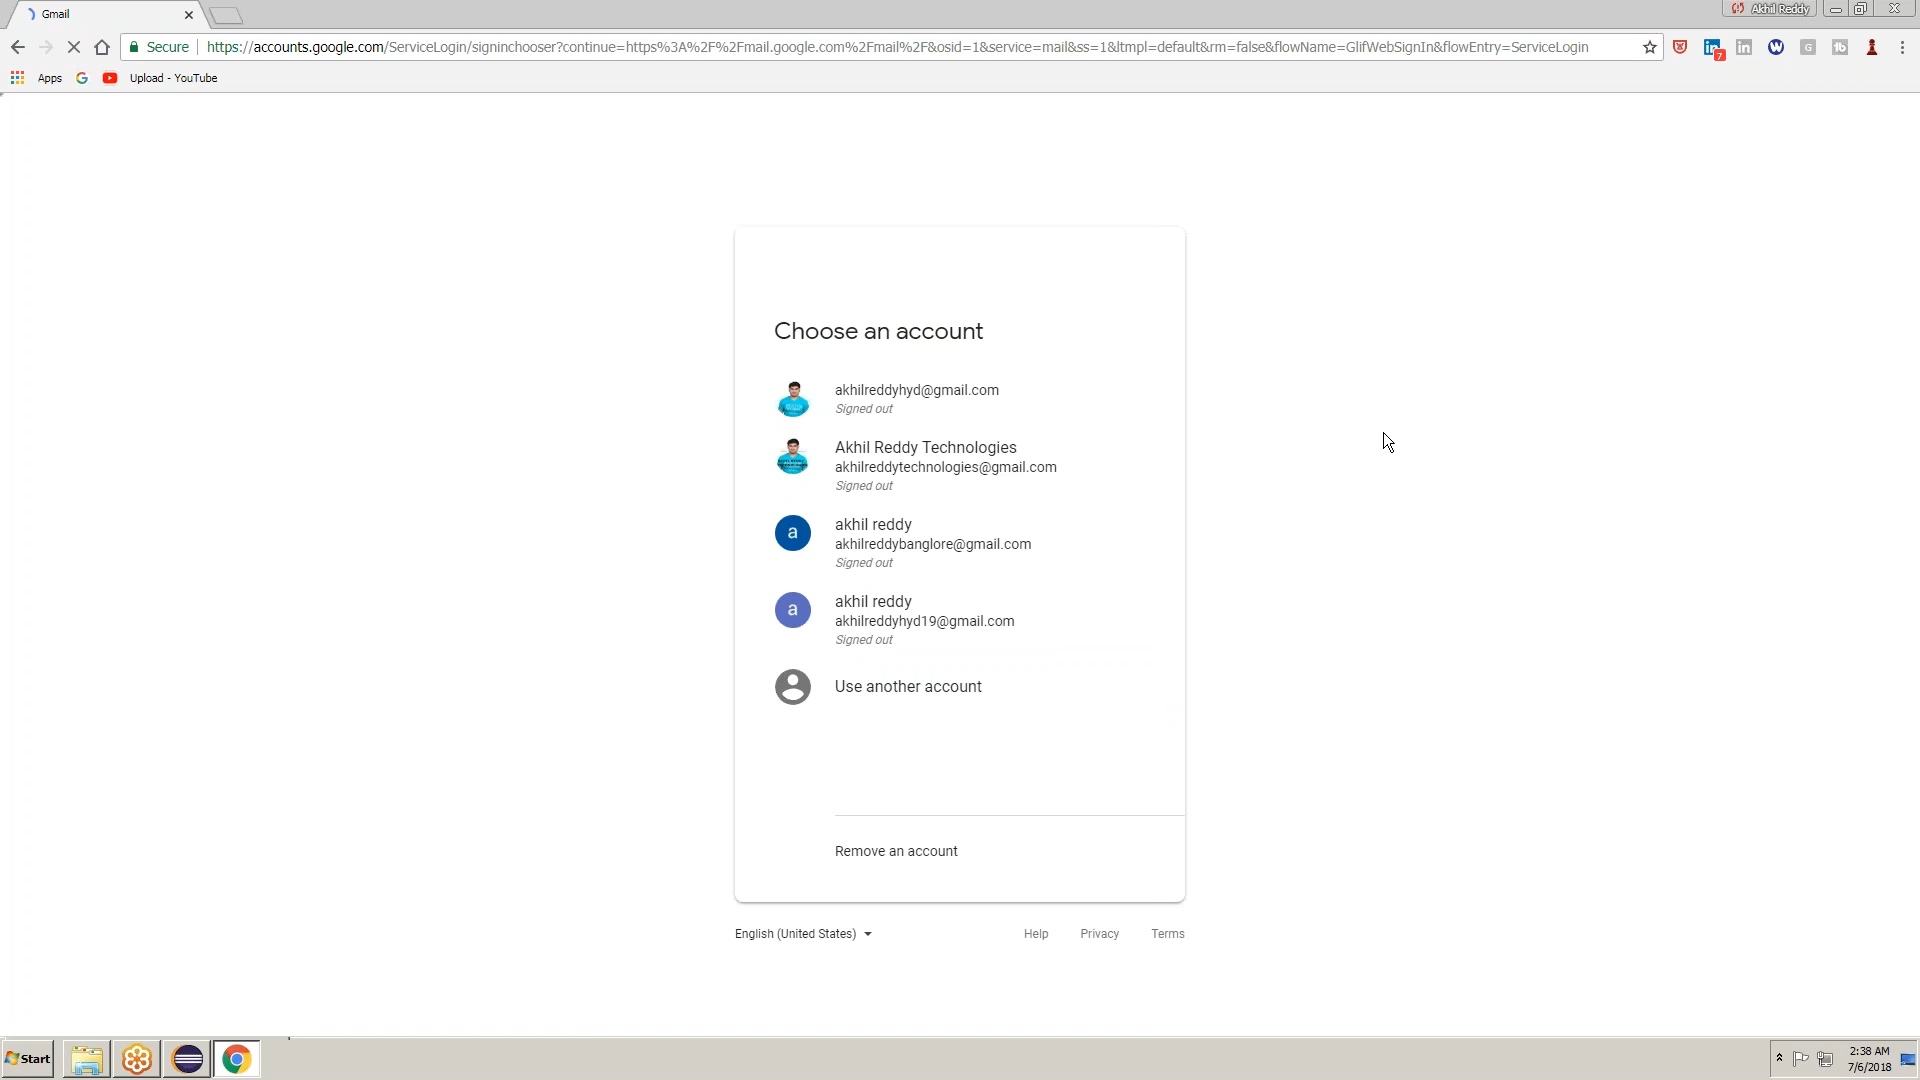 Gmail
Akhil Reddy
Secure
https://accounts.google.com/ServiceLogin/signinchooser?continue=https%3A%2F%2Fmail.google.com%2Fmail%2F&osid=1&service=mail&ss=1&ltmpl=default&rm=false&flowName=GlifWebSignIn&flowEntry=ServiceLogin
in
7
in
W
G
tb
Apps
G
Upload - YouTube
Choose an account
akhilreddyhyd@gmail.com
Signed out
Akhil Reddy Technologies
akhilreddytechnologies@gmail.com
Signed out
a
akhil reddy
akhilreddybanglore@gmail.com
Signed out
a
akhil reddy
akhilreddyhyd19@gmail.com
Signed out
Use another account
Remove an account
English (United States)
Help
Privacy
Terms
Start
2:38 AM
7/6/2018